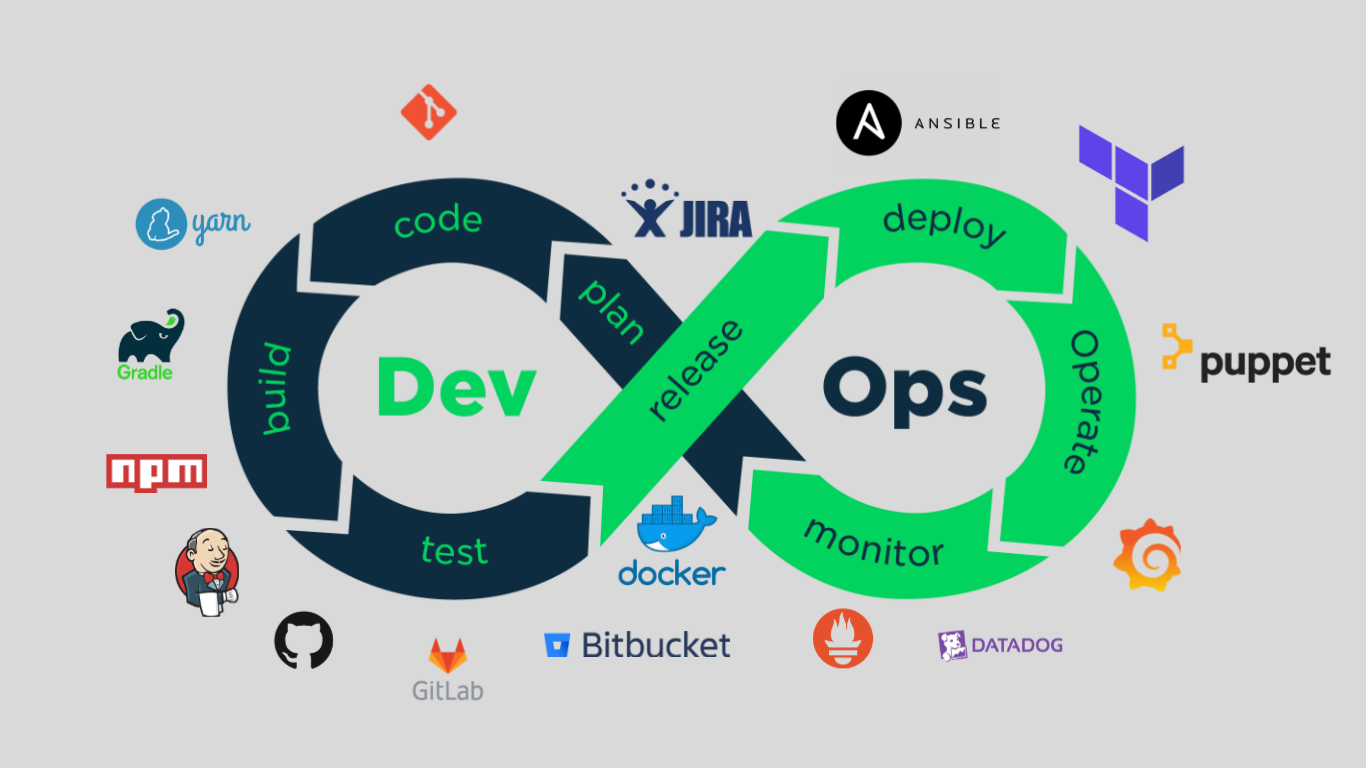 ANSIBLE
JIRA
yarn
code
deploy
plan
release
build
Dev
Ops
Operate
Gradle
puppet
npm
test
monitor
docker
Bitbucket
DATADOG
GitLab